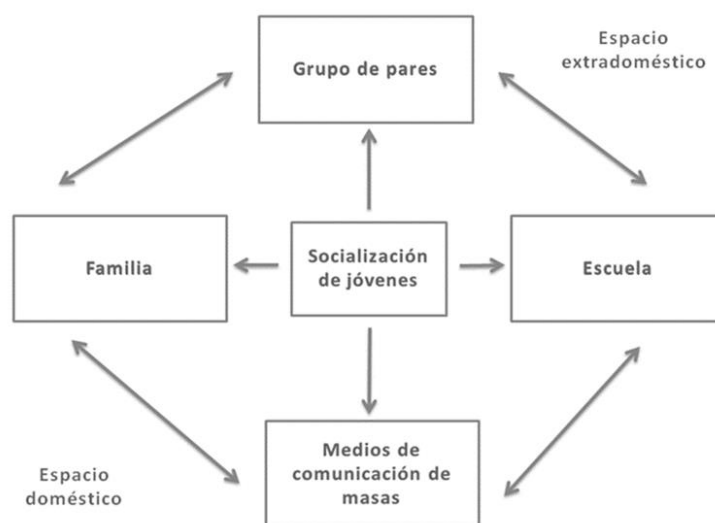 Grupo de pares
Espacio
extradoméstico
Familia
Socialización
de jóvenes
Escuela
Medios de
comunicación de
masas
Espacio
doméstico